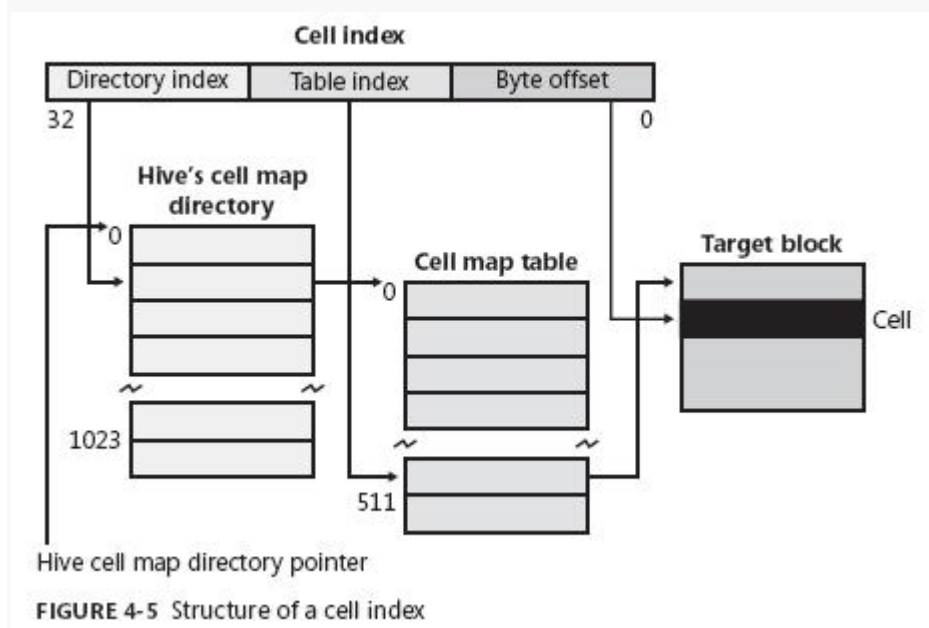 Cell index
Directory index
Table index
Byte offset
32
0
Hive's cell map
directory
0
Cell map table
0
Target block
Cell
1023
511
Hive cell map directory pointer
FIGURE 4-5 Structure of a cell index